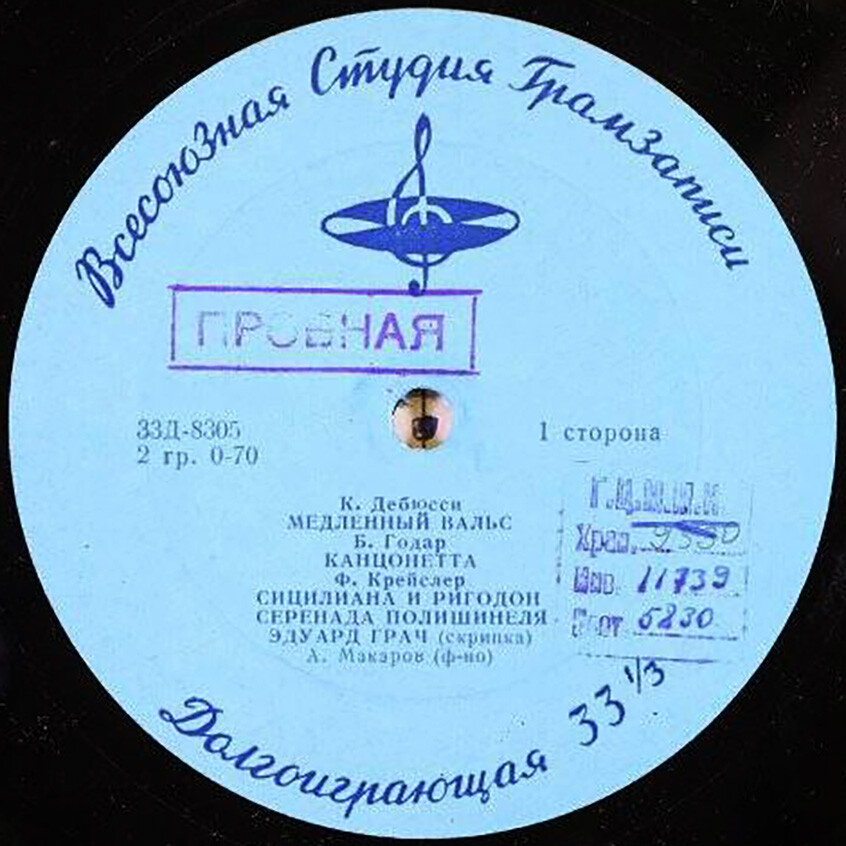 Всесоюзная Студия Грамзаписи
ПРОБНАЯ
33Д-8305
2 гр. 0-70
1 сторона
К. Дебюсси
МЕДЛЕННЫЙ ВАЛЬС
Б. Годар
КАНЦОНЕТТА
Ф. Крейслер
СИЦИЛИАНА И РИГОДОН
СЕРЕНАДА ПОЛИШИНЕЛЯ
ЭДУАРД ГРАЧ (скрипка)
А. Макаров (ф-но)
Хран.
Инв. 11739
6830
Долгоиграющая 33 1/3